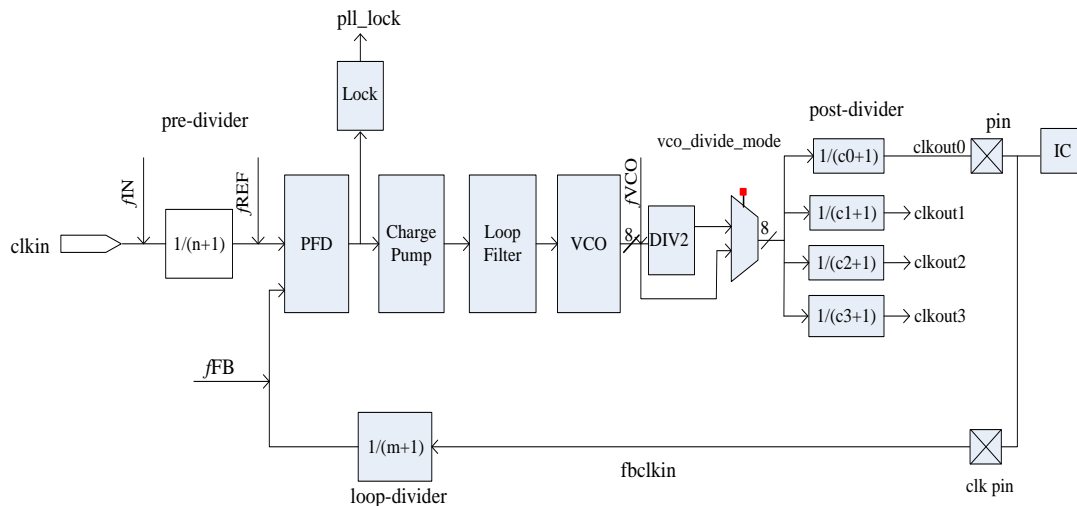 pll_lock
Lock
pre-divider
post-divider
pin
vco_divide_mode
fIN
fREF
fVCO
1/(c0+1)
clkout0
IC
clkin
1/(n+1)
PFD
Charge
Pump
Loop
Filter
VCO
8
DIV2
8
1/(c1+1)
clkout1
1/(c2+1)
clkout2
1/(c3+1)
clkout3
fFB
1/(m+1)
loop-divider
fbclkin
clk pin